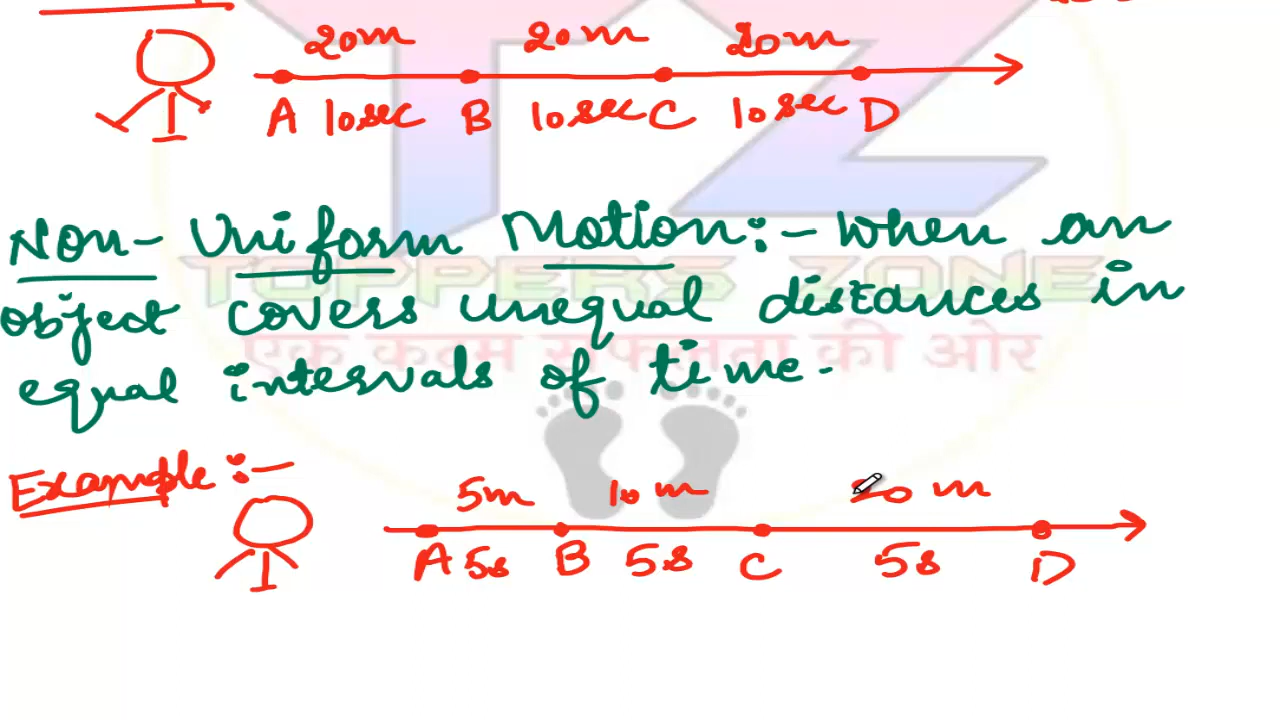 20m 20m 20m
A 10sec B 10sec C 10sec D
Non-Uniform Motion:- When an
object covers unequal distances in
TOPPERS ZONE
एक कदम सफलता की ओर
equal intervals of time.
Example:-
5m 10m 20m
A 5s B 5s C 5s D